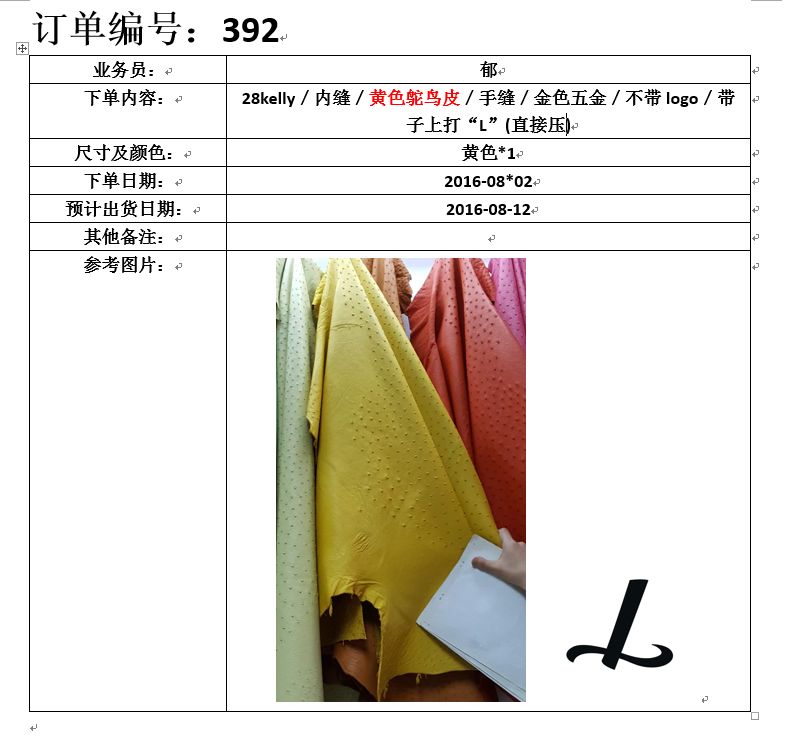 订单编号：392
业务员：
郁
下单内容：
28kelly / 内缝 / 黄色鸵鸟皮 / 手缝 / 金色五金 / 不带 logo / 带
子上打“L”(直接压)
尺寸及颜色：
黄色*1
下单日期：
2016-08*02
预计出货日期：
2016-08-12
其他备注：
参考图片：
L